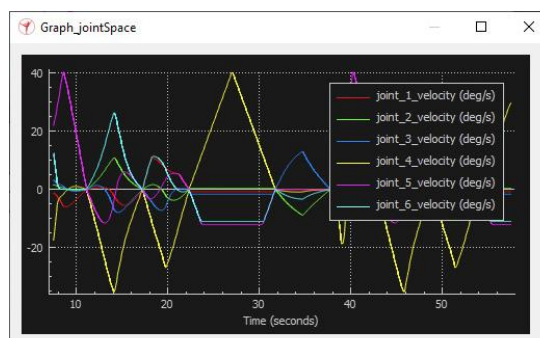 Graph_jointSpace
40
joint_1_velocity (deg/s)
joint_2_velocity (deg/s)
20
joint_3_velocity (deg/s)
joint_4_velocity (deg/s)
0
joint_5_velocity (deg/s)
joint_6_velocity (deg/s)
-20
10 20 30 40 50
Time (seconds)